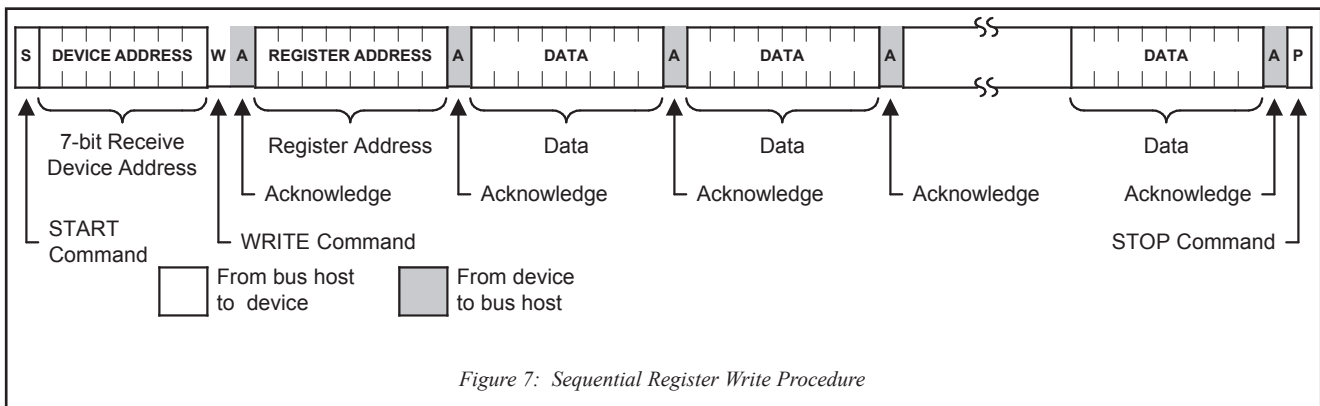 S DEVICE ADDRESS W A REGISTER ADDRESS A DATA A DATA A DATA A P
7-bit Receive
Device Address
Register Address
Data
Data
Data
Acknowledge
Acknowledge
Acknowledge
Acknowledge
Acknowledge
START
Command
WRITE Command
STOP Command
From bus host
to device
From device
to bus host
Figure 7: Sequential Register Write Procedure